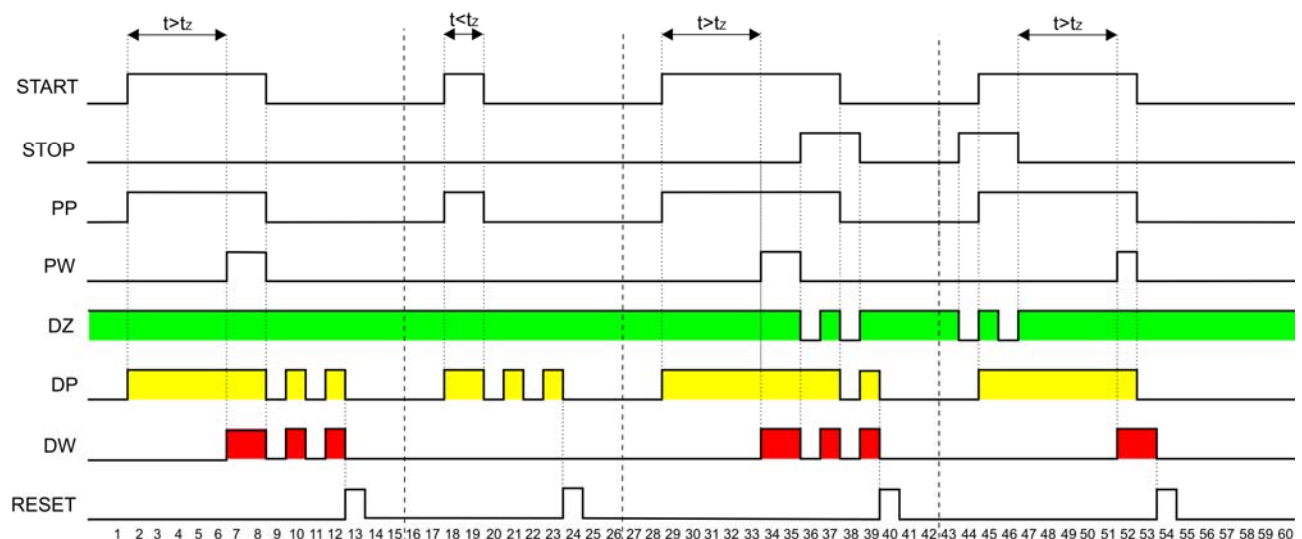 t>tz t<tz t>tz t>tz
START
STOP
PP
PW
DZ
DP
DW
RESET
1 2 3 4 5 6 7 8 9 10 11 12 13 14 15 16 17 18 19 20 21 22 23 24 25 26 27 28 29 30 31 32 33 34 35 36 37 38 39 40 41 42 43 44 45 46 47 48 49 50 51 52 53 54 55 56 57 58 59 60